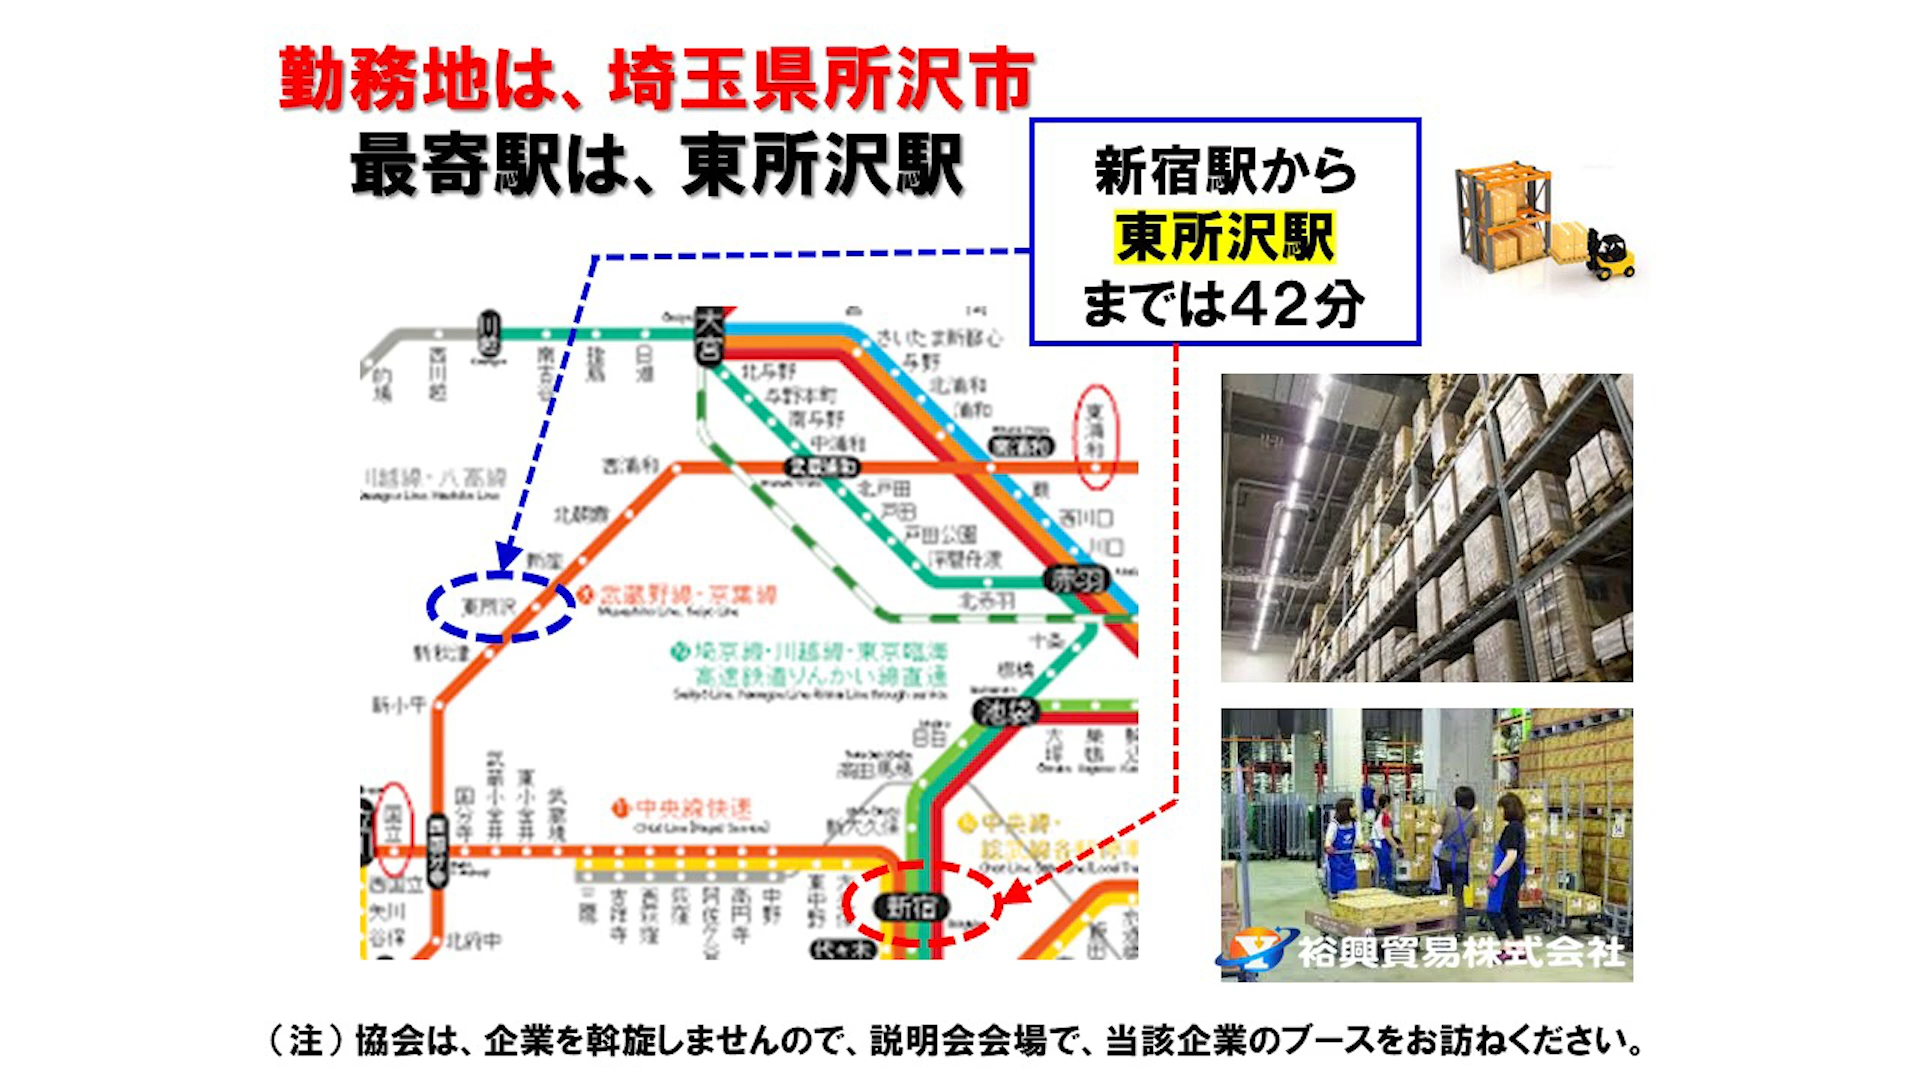 勤務地は、埼玉県所沢市
最寄駅は、東所沢駅
新宿駅から
東所沢駅
までは４２分
川越
大宮
さいたま新都心
的場
西川越
南古谷
指扇
日進
北与野
与野
与野本町
北浦和
南与野
浦和
中浦和
南浦和
東浦和
西浦和
武蔵浦和
川越線・八高線
北戸田
蕨
北朝霞
戸田
西川口
戸田公園
川口
新座
浮間舟渡
赤羽
東所沢
武蔵野線・京葉線
北赤羽
新秋津
十条
埼京線・川越線・東京臨海
高速鉄道りんかい線直通
板橋
新小平
池袋
目白
大塚
巣鴨
高田馬場
国立
国分寺
武蔵小金井
東小金井
武蔵境
中央線快速
新大久保
中央線・
西国立
矢川
谷保
三鷹
吉祥寺
西荻窪
荻窪
阿佐ケ谷
高円寺
中野
東中野
新宿
北府中
代々木
裕興貿易株式会社
（注）協会は、企業を斡旋しませんので、説明会会場で、当該企業のブースをお訪ねください。